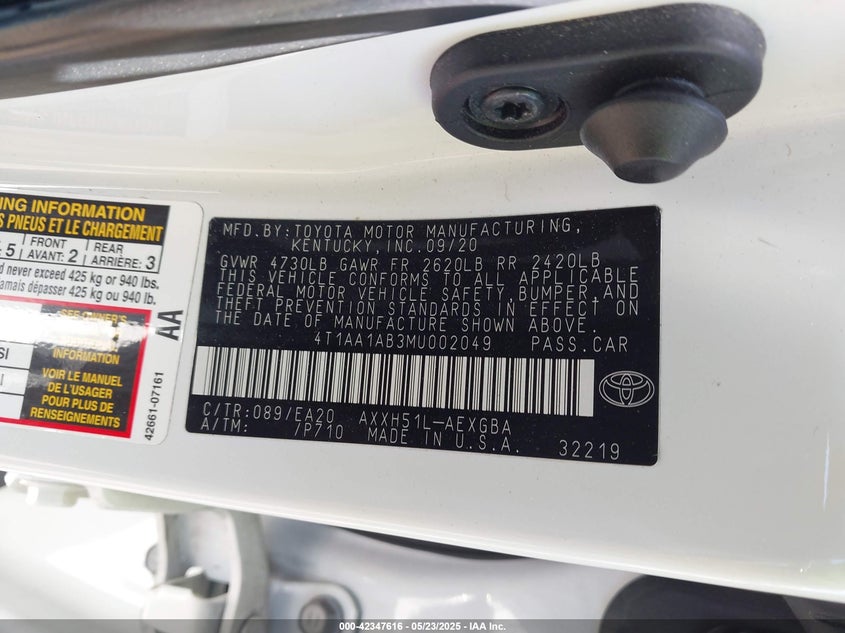 ING INFORMATION
S PNEUS ET LE CHARGEMENT
5 FRONT AVANT: 2 REAR ARRIÈRE: 3
d never exceed 425 kg or 940 lbs.
amais dépasser 425 kg ou 940 lb.
SEE OWNER'S
VOIR LE MANUEL
DE L'USAGER
POUR PLUS DE
RENSEIGNEMENTS
SI
I
AA
42661-07161
MFD.BY:TOYOTA MOTOR MANUFACTURING,
KENTUCKY, INC.09/20
GVWR 4730LB GAWR FR 2620LB RR 2420LB
THIS VEHICLE CONFORMS TO ALL APPLICABLE
FEDERAL MOTOR VEHICLE SAFETY,BUMPER,AND
THEFT PREVENTION STANDARDS IN EFFECT ON
THE DATE OF MANUFACTURE SHOWN ABOVE.
4T1AA1AB3MU002049 PASS.CAR
C/TR:089/EA20 AXXH51L-AEXGBA
A/TM: /P710 MADE IN U.S.A. 32219
000-42347616 - 05/23/2025 - IAA Inc.